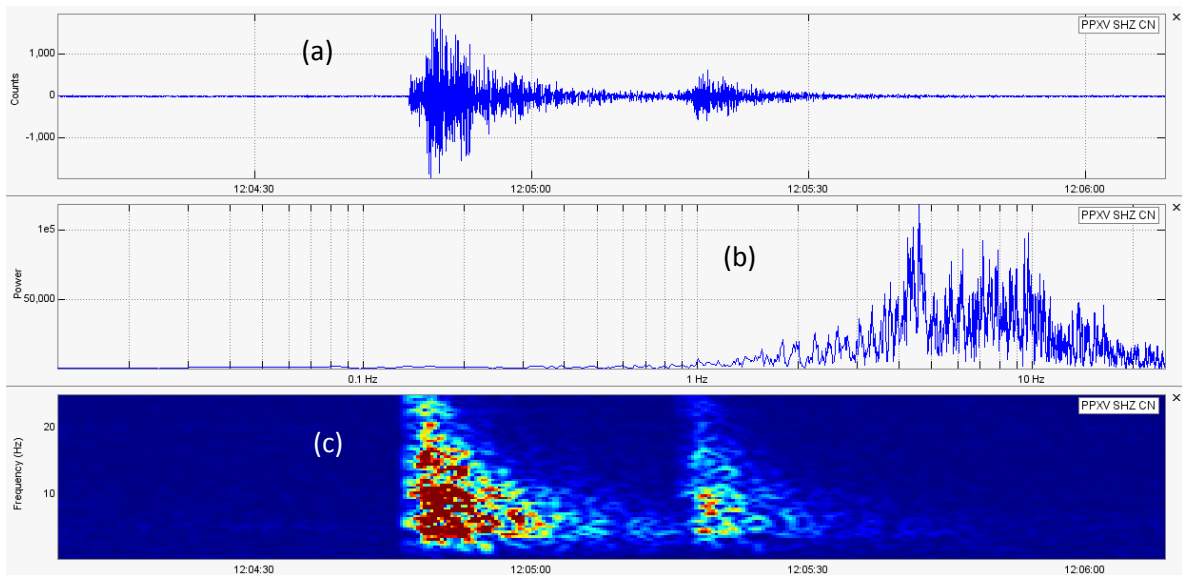 PPXV SHZ CN
(a)
Counts
1,000
0
-1,000
12:04:30 12:05:00 12:05:30 12:06:00
PPXV SHZ CN
(b)
Power
1e5
50,000
0.1 Hz 1 Hz 10 Hz
PPXV SHZ CN
(c)
Frequency (Hz)
20
10
12:04:30 12:05:00 12:05:30 12:06:00